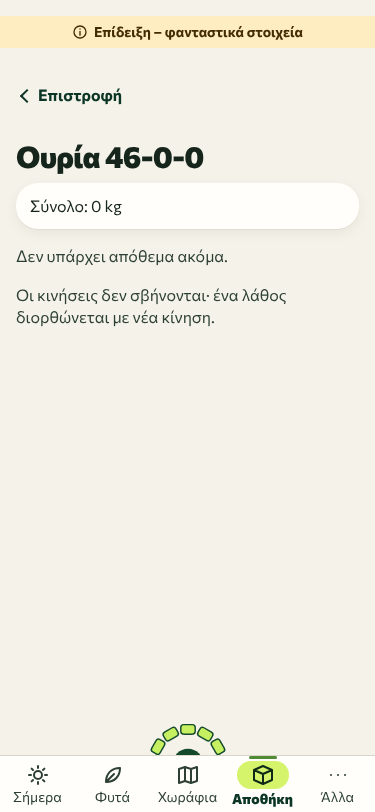 Επίδειξη – φανταστικά στοιχεία
Επιστροφή
Ουρία 46-0-0
Σύνολο: 0 kg
Δεν υπάρχει απόθεμα ακόμα.
Οι κινήσεις δεν σβήνονται· ένα λάθος
διορθώνεται με νέα κίνηση.
Σήμερα
Φυτά
Χωράφια
Αποθήκη
Άλλα